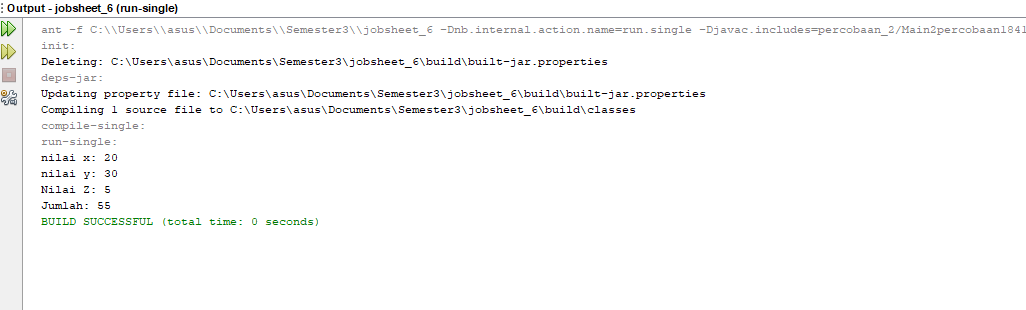 Output - jobsheet_6 (run-single)
ant -f C:\\Users\\asus\\Documents\\Semester3\\jobsheet_6 -Dnb.internal.action.name=run.single -Djavac.includes=percobaan_2/Main2percobaan1841
init:
Deleting: C:\Users\asus\Documents\Semester3\jobsheet_6\build\built-jar.properties
deps-jar:
Updating property file: C:\Users\asus\Documents\Semester3\jobsheet_6\build\built-jar.properties
Compiling 1 source file to C:\Users\asus\Documents\Semester3\jobsheet_6\build\classes
compile-single:
run-single:
nilai x: 20
nilai y: 30
Nilai Z: 5
Jumlah: 55
BUILD SUCCESSFUL (total time: 0 seconds)